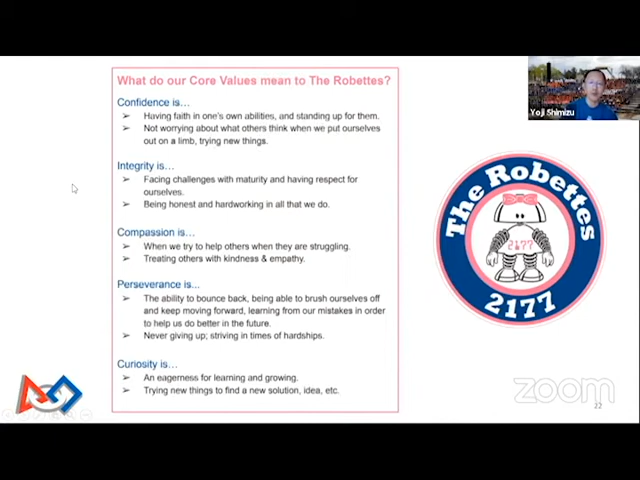 What do our Core Values mean to The Robettes?
Confidence is…
➢ Having faith in one's own abilities, and standing up for them.
➢ Not worrying about what others think when we put ourselves
out on a limb, trying new things.
Integrity is…
➢ Facing challenges with maturity and having respect for
ourselves.
➢ Being honest and hardworking in all that we do.
Compassion is…
➢ When we try to help others when they are struggling.
➢ Treating others with kindness & empathy.
Perseverance is...
➢ The ability to bounce back, being able to brush ourselves off
and keep moving forward, learning from our mistakes in order
to help us do better in the future.
➢ Never giving up; striving in times of hardships.
Curiosity is…
➢ An eagerness for learning and growing.
➢ Trying new things to find a new solution, idea, etc.
Yoji Shimizu
The Robettes
2177
2177
zoom
22